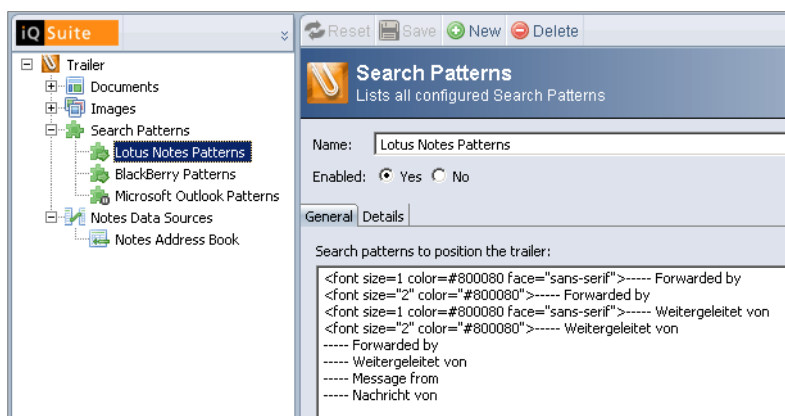 iQ Suite
Trailer
Documents
Images
Search Patterns
Lotus Notes Patterns
BlackBerry Patterns
Microsoft Outlook Patterns
Notes Data Sources
Notes Address Book
Reset Save New Delete
Search Patterns
Lists all configured Search Patterns
Name: Lotus Notes Patterns
Enabled: Yes No
General Details
Search patterns to position the trailer:
<font size=1 color=#800080 face="sans-serif">----- Forwarded by
<font size="2" color="#800080">----- Forwarded by
<font size=1 color=#800080 face="sans-serif">----- Weitergeleitet von
<font size="2" color="#800080">----- Weitergeleitet von
----- Forwarded by
----- Weitergeleitet von
----- Message from
----- Nachricht von